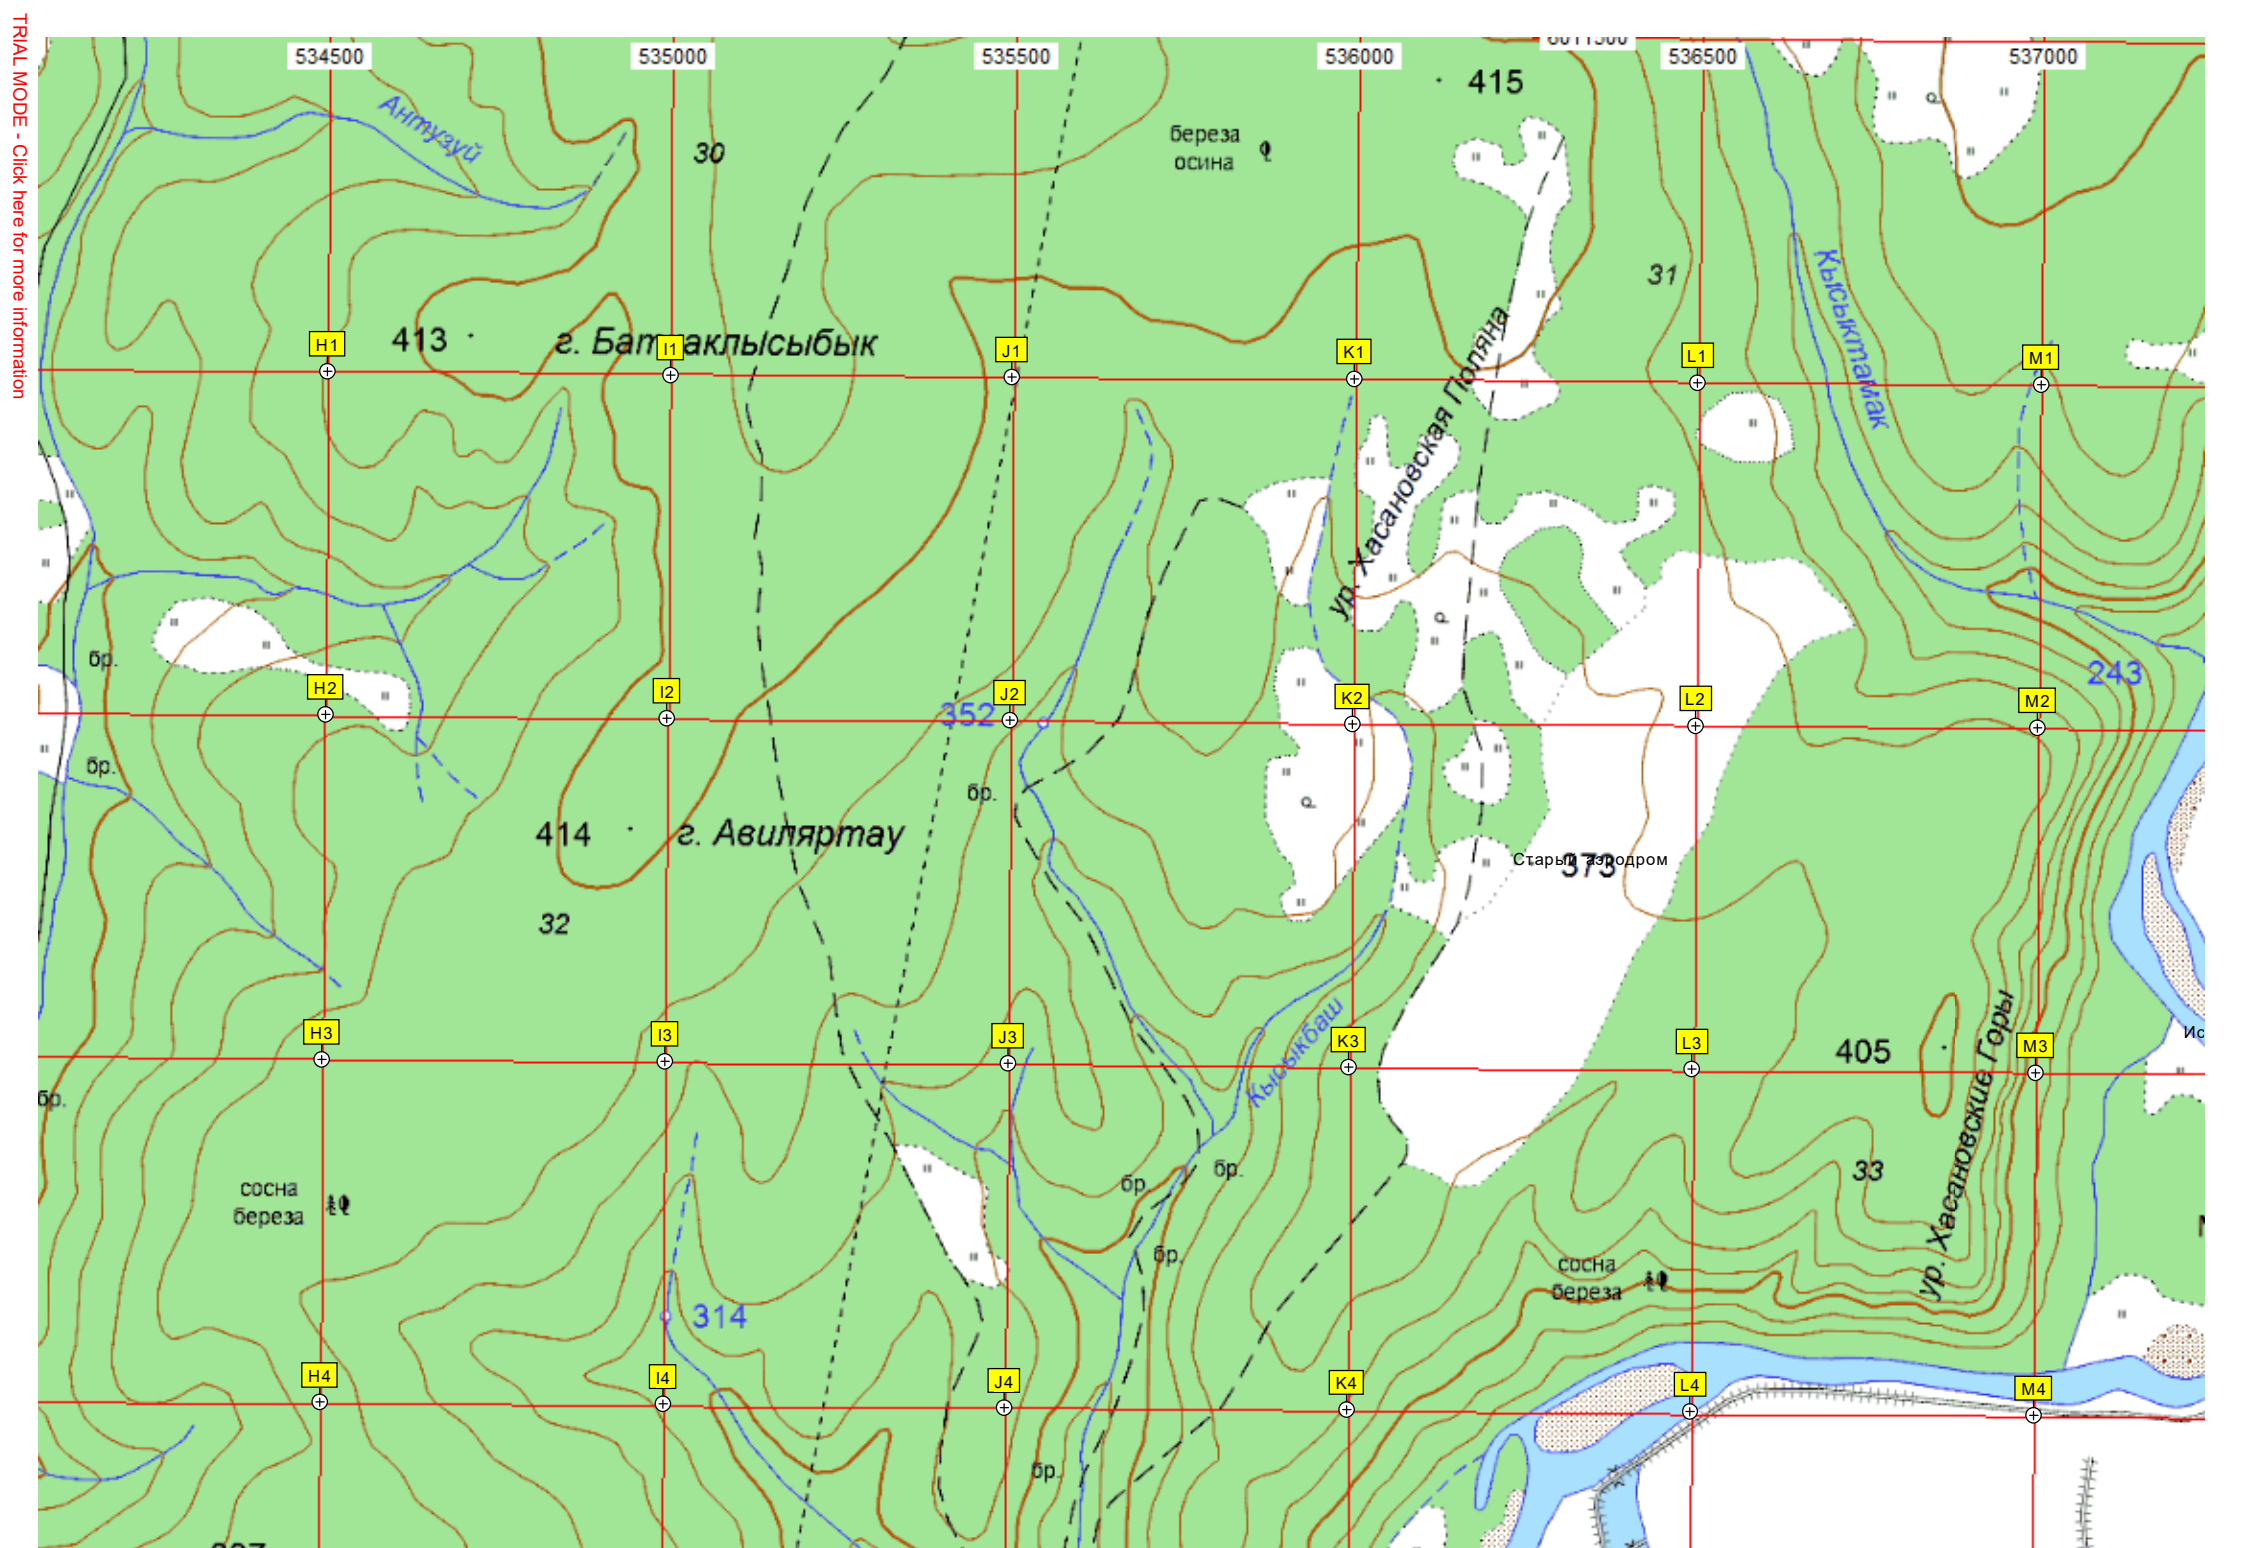 TRIAL MODE - Click here for more information
534500
535000
535500
536000
536500
537000
6011500
415
Антузуй
30
береза
осина
31
Кысыктамак
413
г. Батраклысыбык
ур. Хасановская Поляна
H1
I1
J1
K1
L1
M1
бр.
243
H2
I2
J2
K2
L2
M2
352
бр.
бр.
414
г. Авиляртау
Старый аэродром
373
32
Ис
H3
I3
J3
K3
L3
M3
405
ур. Хасановские Горы
Кысыкбаш
бр.
33
бр.
бр.
сосна
береза
бр.
сосна
береза
314
H4
I4
J4
K4
L4
M4
бр.